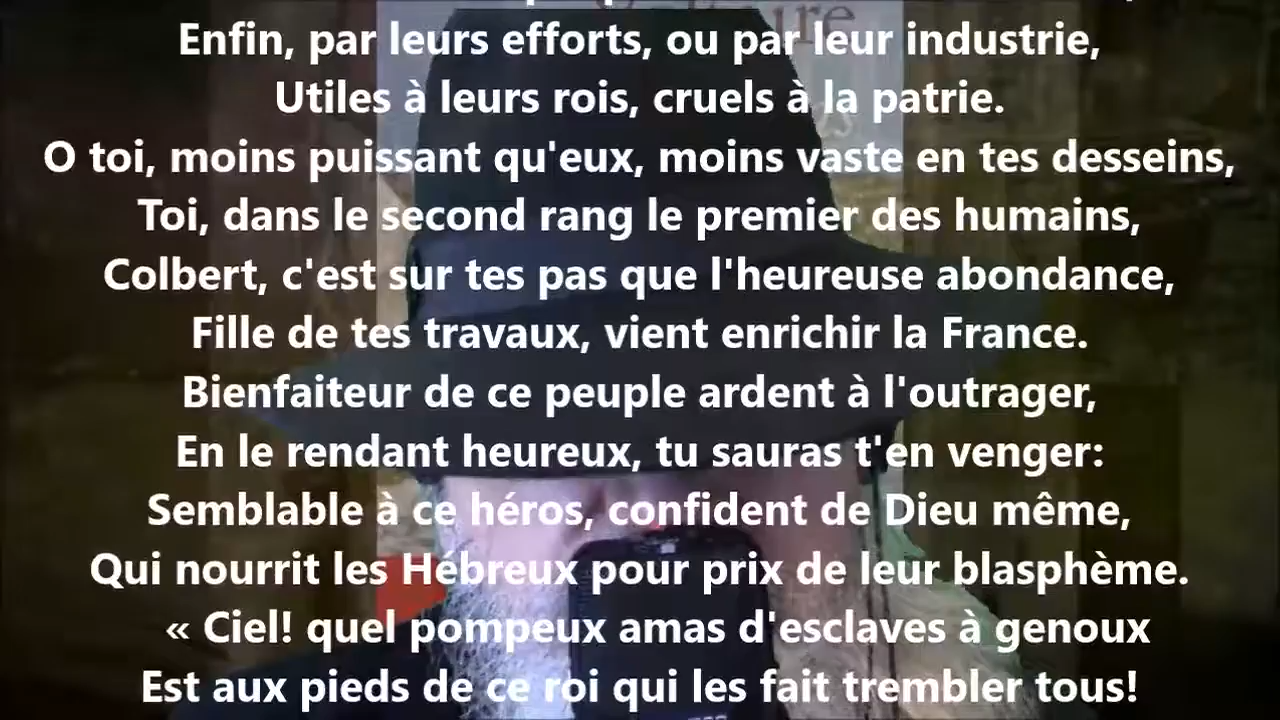 ire
Enfin, par leurs efforts, ou par leur industrie,
Utiles à leurs rois, cruels à la patrie.
O toi, moins puissant qu'eux, moins vaste en tes desseins,
Toi, dans le second rang le premier des humains,
Colbert, c'est sur tes pas que l'heureuse abondance,
Fille de tes travaux, vient enrichir la France.
Bienfaiteur de ce peuple ardent à l'outrager,
En le rendant heureux, tu sauras t'en venger:
Semblable à ce héros, confident de Dieu même,
Qui nourrit les Hébreux pour prix de leur blasphème.
« Ciel! quel pompeux amas d'esclaves à genoux
Est aux pieds de ce roi qui les fait trembler tous!